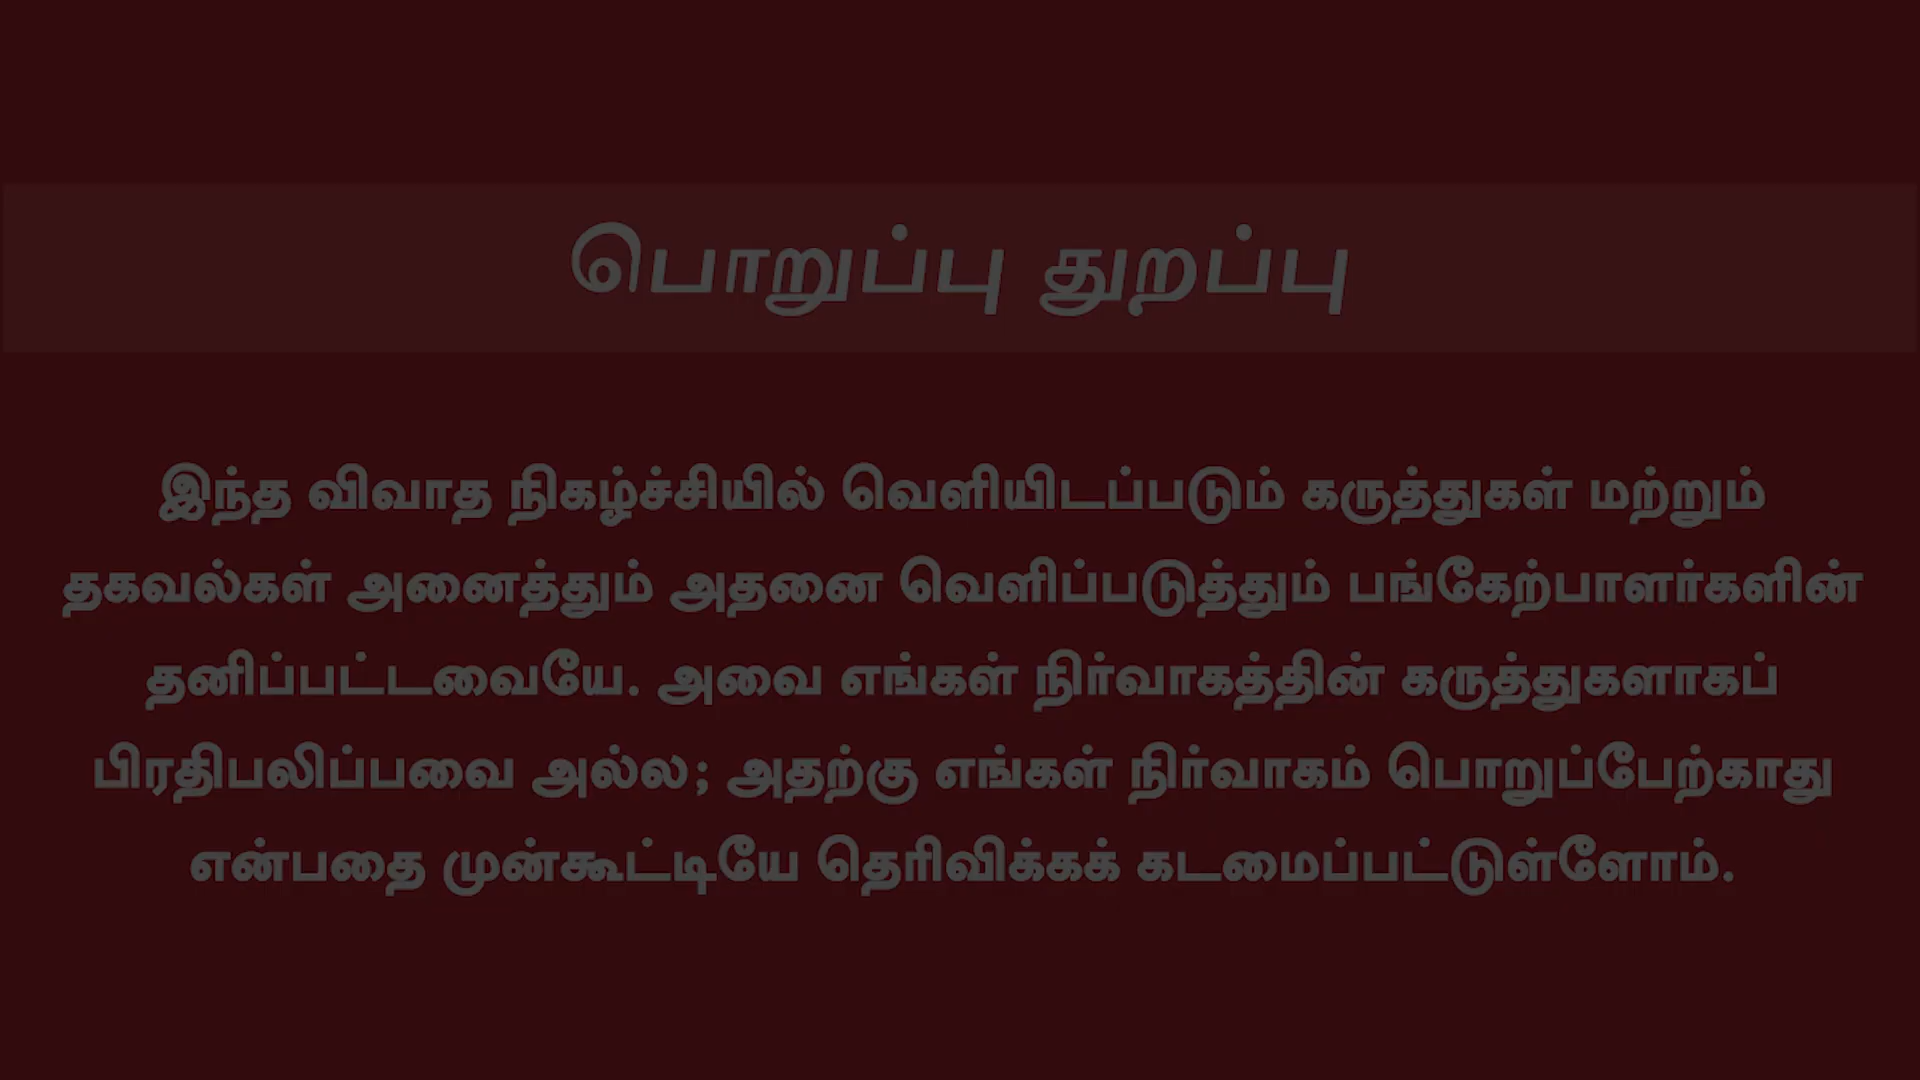 பொறுப்பு துறப்பு
இந்த விவாத நிகழ்ச்சியில் வெளியிடப்படும் கருத்துகள் மற்றும்
தகவல்கள் அனைத்தும் அதனை வெளிப்படுத்தும் பங்கேற்பாளர்களின்
தனிப்பட்டவையே. அவை எங்கள் நிர்வாகத்தின் கருத்துகளாகப்
பிரதிபலிப்பவை அல்ல; அதற்கு எங்கள் நிர்வாகம் பொறுப்பேற்காது
என்பதை முன்கூட்டியே தெரிவிக்கக் கடமைப்பட்டுள்ளோம்.